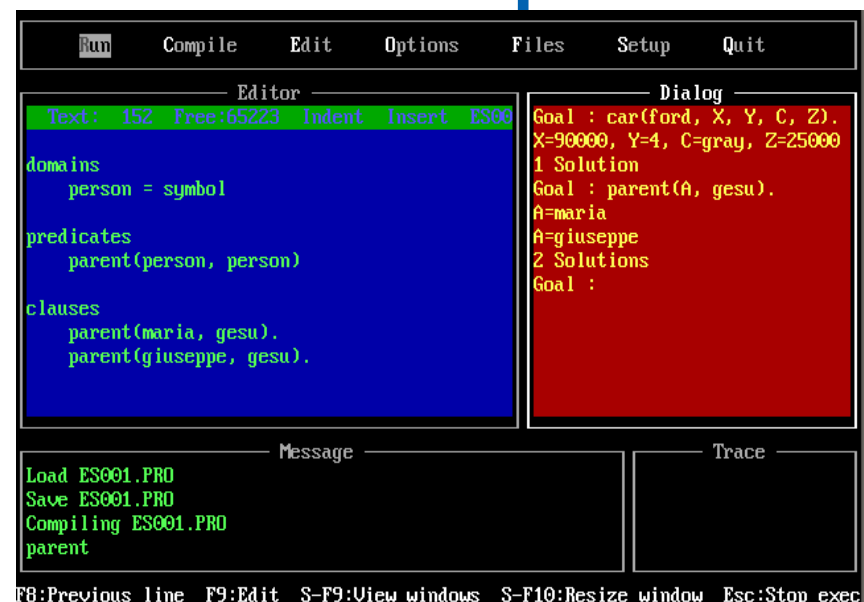 Run Compile Edit Options Files Setup Quit
Editor
Text: 152 Free:65223 Indent Insert ES00
domains
person = symbol
predicates
parent(person, person)
clauses
parent(maria, gesu).
parent(giuseppe, gesu).
Dialog
Goal : car(ford, X, Y, C, Z).
X=90000, Y=4, C=gray, Z=25000
1 Solution
Goal : parent(A, gesu).
A=maria
A=giuseppe
2 Solutions
Goal :
Message
Load ES001.PRO
Save ES001.PRO
Compiling ES001.PRO
parent
Trace
F8:Previous line F9:Edit S-F9:View windows S-F10:Resize window Esc:Stop exec